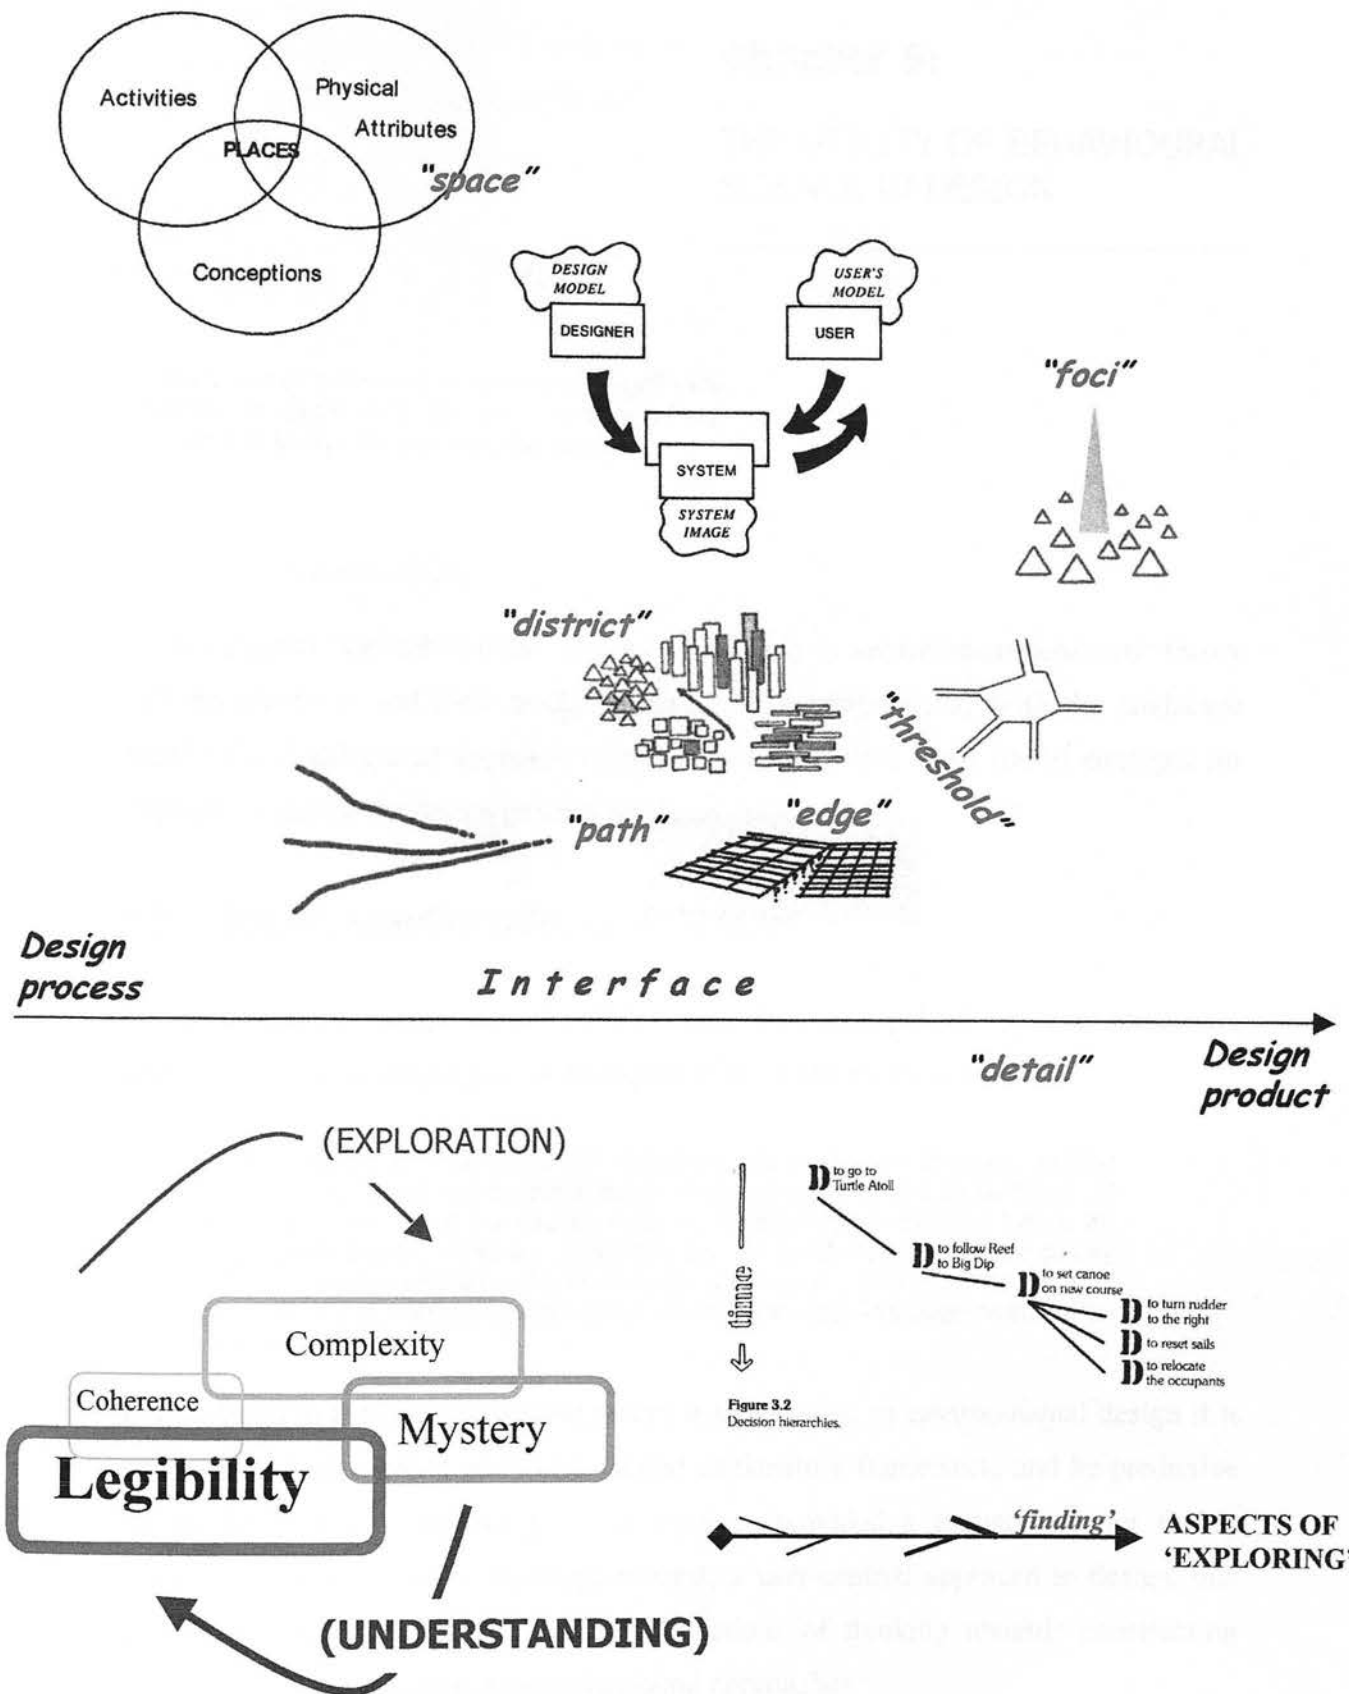 Activities
Physical
Attributes
PLACES
"space"
Conceptions
DESIGN
MODEL
DESIGNER
USER'S
MODEL
USER
SYSTEM
SYSTEM
IMAGE
"foci"
"district"
"threshold"
"path"
"edge"
Design
process
Interface
"detail"
Design
product
(EXPLORATION)
Complexity
Coherence
Mystery
Legibility
(UNDERSTANDING)
time
D to go to
Turtle Atoll
D to follow Reef
to Big Dip
D to set canoe
on new course
D to turn rudder
to the right
D to reset sails
D to relocate
the occupants
Figure 3.2
Decision hierarchies.
'finding'
ASPECTS OF
'EXPLORING'